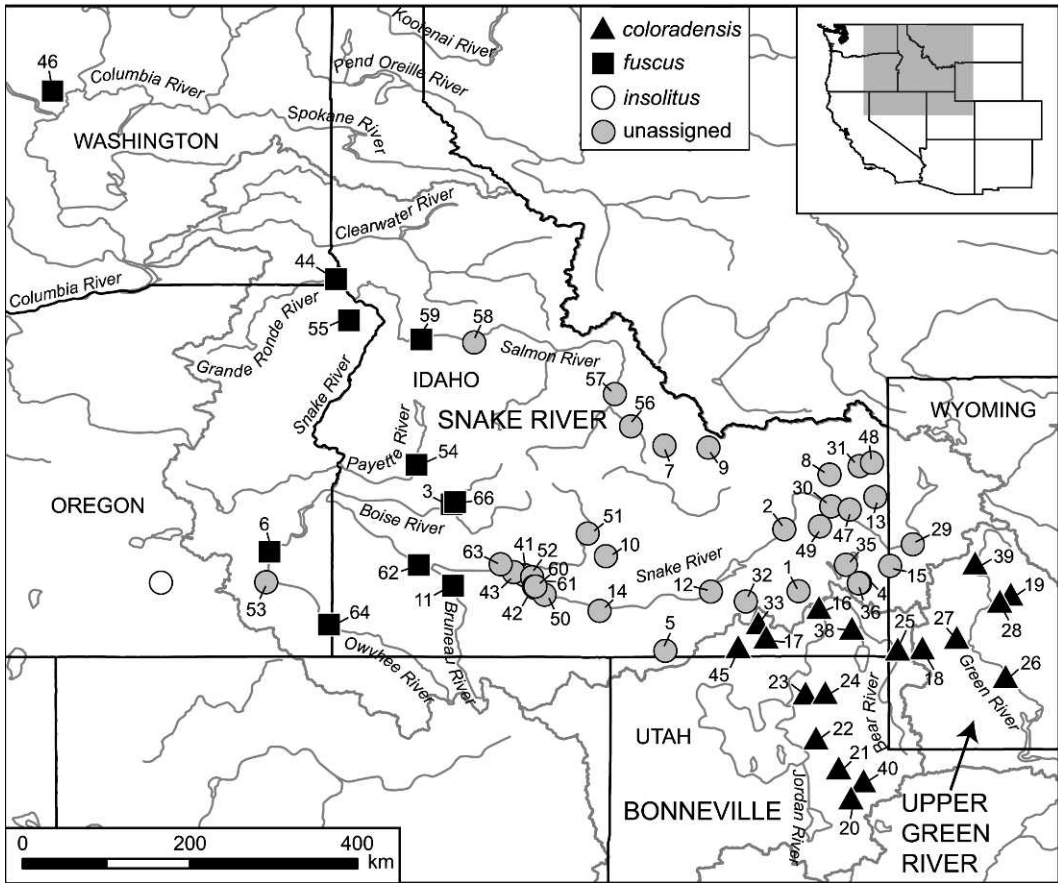 Kootenai River
coloradensis
fuscus
insolitus
unassigned
46
Columbia River
Pend Oreille River
Spokane River
WASHINGTON
Clearwater River
Columbia River
44
Grande Ronde River
55
59
58
Salmon River
Snake River
IDAHO
SNAKE RIVER
57
56
7
9
WYOMING
Payette River
54
3
66
OREGON
Boise River
8
31
48
30
2
13
49
47
6
53
62
11
63
43
41
52
60
61
42
50
51
10
14
Snake River
12
32
1
35
4
36
15
29
39
19
28
64
Owyhee River
Bruneau River
5
33
17
45
16
38
25
18
27
26
Green River
23
24
Bear River
22
21
40
20
UTAH
Jordan River
BONNEVILLE
UPPER
GREEN
RIVER
0 200 400
km